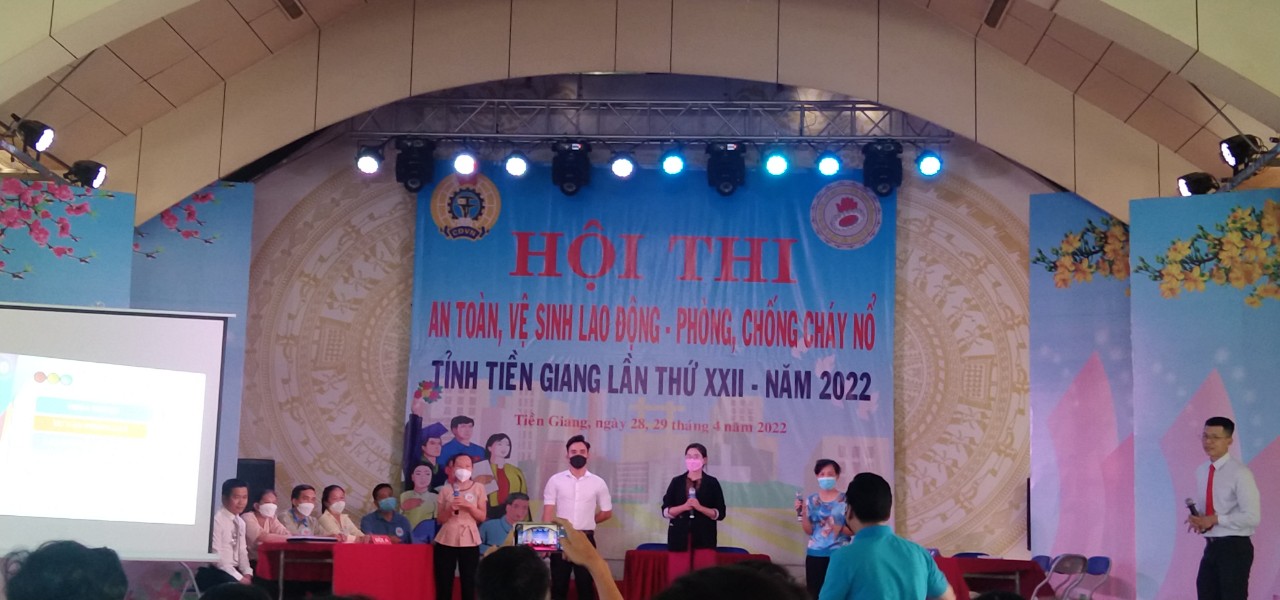 CĐVN
HỘI THI
AN TOÀN, VỆ SINH LAO ĐỘNG - PHÒNG, CHỐNG CHÁY NỔ
TỈNH TIỀN GIANG LẦN THỨ XXII - NĂM 2022
Tiền Giang, ngày 28, 29 tháng 4 năm 2022